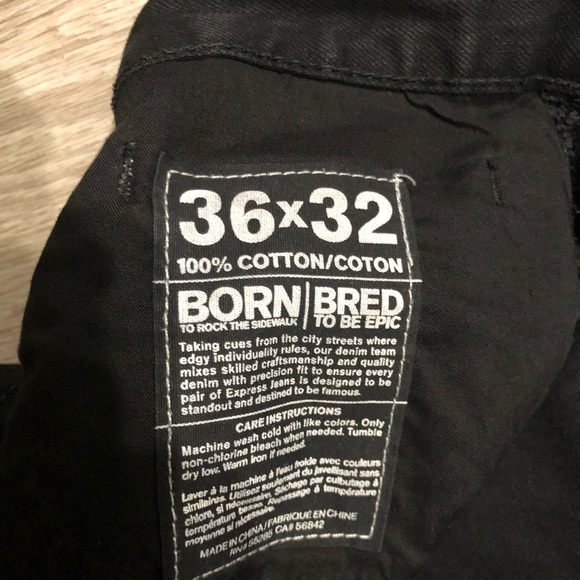 36x32
100% COTTON/COTON
BORN | BRED
TO ROCK THE SIDEWALK | TO BE EPIC
Taking cues from the city streets where
edgy individuality rules, our denim team
mixes skilled craftsmanship and quality
denim with precision fit to ensure every
pair of Express Jeans is designed to be
standout and destined to be famous.
CARE INSTRUCTIONS
Machine wash cold with like colors. Only
non-chlorine bleach when needed. Tumble
dry low. Warm iron if needed.
Laver à la machine à l'eau froide avec couleurs
similaires. Utilisez seulement du javellisant sans
chlore, si nécessaire. Séchage par culbutage à
température basse. Repassage à température
moyenne si nécessaire.
MADE IN CHINA/FABRIQUÉ EN CHINE
RN# 55285 CA# 56842